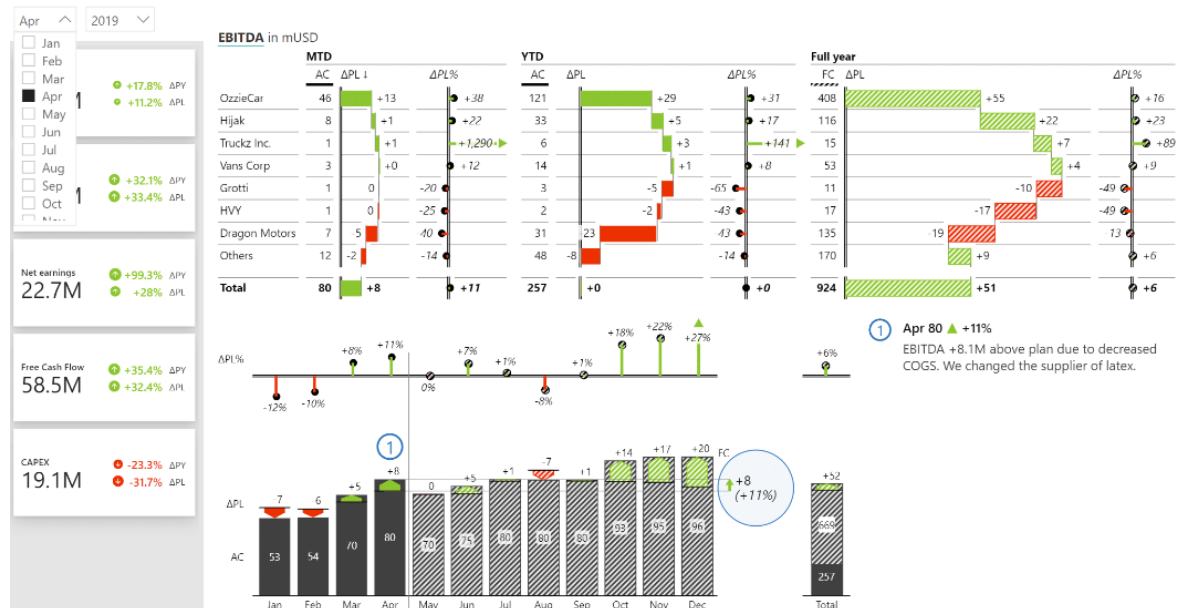 Apr 2019
Jan
Feb
Mar
Apr
May
Jun
Jul
Aug
Sep
Oct
+17.8% ΔPY
+11.2% ΔPL
+32.1% ΔPY
+33.4% ΔPL
Net earnings
22.7M
+99.3% ΔPY
+28% ΔPL
Free Cash Flow
58.5M
+35.4% ΔPY
+32.4% ΔPL
CAPEX
19.1M
-23.3% ΔPY
-31.7% ΔPL
EBITDA in mUSD
MTD YTD Full year
AC ΔPL ↓ ΔPL% AC ΔPL ΔPL% FC ΔPL ΔPL%
OzzieCar 46 +13 +38 121 +29 +31 408 +55 +16
Hijak 8 +1 +22 33 +5 +17 116 +22 +23
Truckz Inc. 1 +1 +1,290 6 +3 +141 15 +7 +89
Vans Corp 3 +0 +12 14 +1 +8 53 +4 +9
Grotti 1 0 -20 3 -5 -65 11 -10 -49
HVY 1 0 -25 2 -2 -43 17 -17 -49
Dragon Motors 7 -5 -40 31 -23 -43 135 -19 -13
Others 12 -2 -14 48 -8 -14 170 +9 +6
Total 80 +8 +11 257 +0 +0 924 +51 +6
1 Apr 80 ▲ +11%
EBITDA +8.1M above plan due to decreased
COGS. We changed the supplier of latex.
ΔPL%
-12% -10% +8% +11% 0% +7% +1% -8% +1% +18% +22% +27% +6%
1
ΔPL
-7 -6 +5 +8 0 +5 +1 -7 +1 +14 +17 +20 FC +52
+8
(+11%)
AC
53 54 70 80 70 75 80 80 80 93 95 96 669
257
Jan Feb Mar Apr May Jun Jul Aug Sep Oct Nov Dec Total